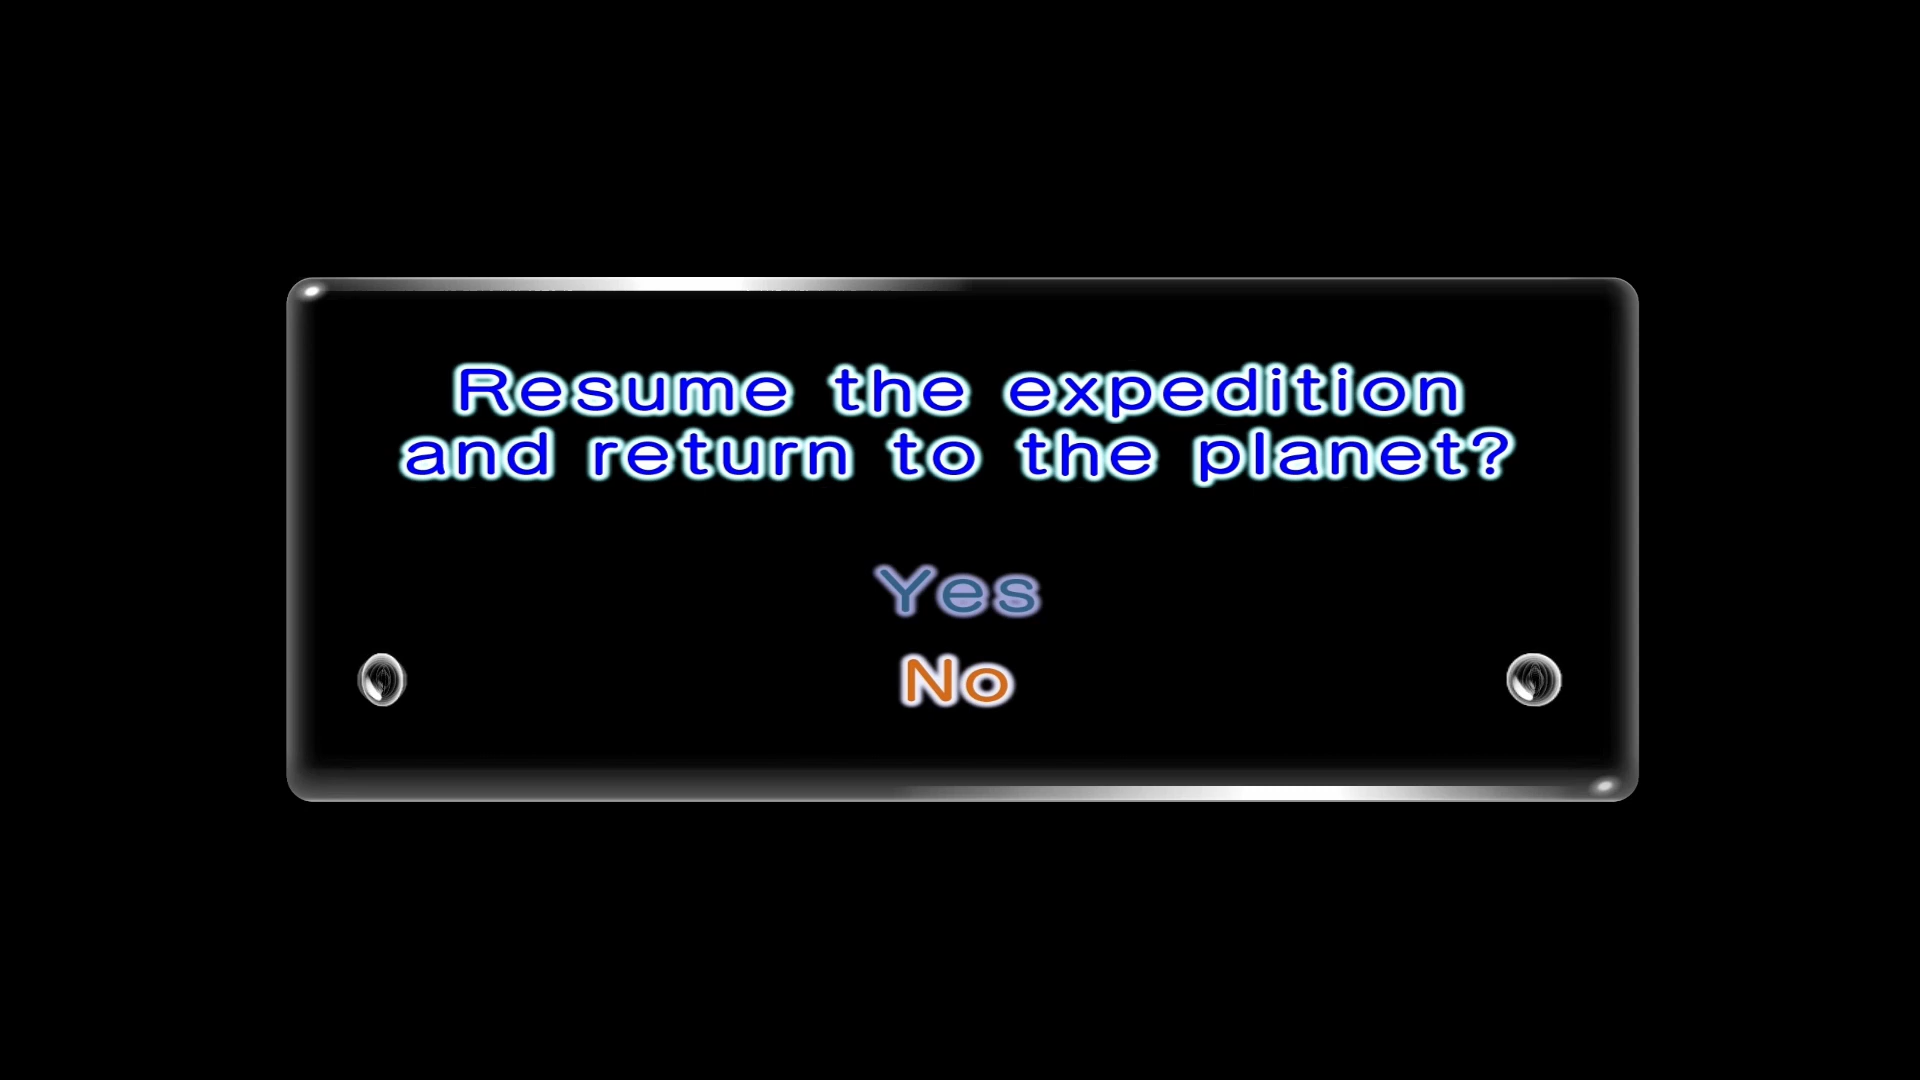 Resume the expedition
and return to the planet?
Yes
No